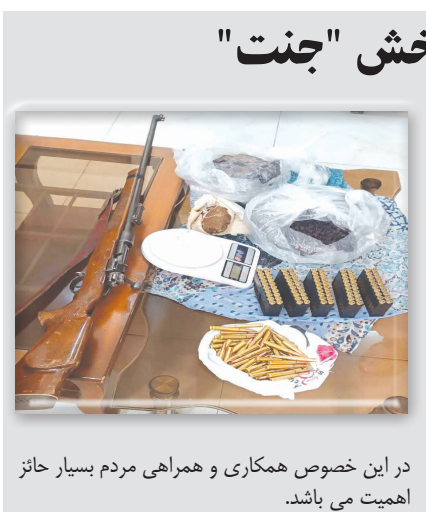 خش "جنت"
در این خصوص همکاری و همراهی مردم بسیار حائز
اهمیت می باشد.